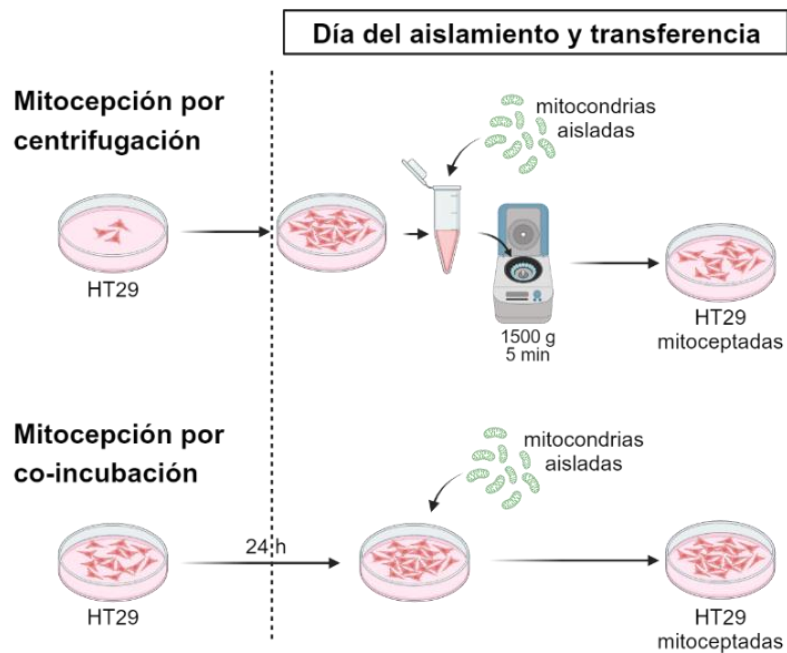 Día del aislamiento y transferencia
Mitocepción por
centrifugación
mitocondrias
aisladas
HT29
1500 g
5 min
HT29
mitoceptadas
Mitocepción por
co-incubación
mitocondrias
aisladas
24 h
HT29
HT29
mitoceptadas